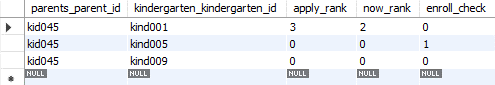 parents_parent_id kindergarten_kindergarten_id apply_rank now_rank enroll_check
kid045 kind001 3 2 0
kid045 kind005 0 0 1
kid045 kind009 0 0 0
NULL NULL NULL NULL NULL